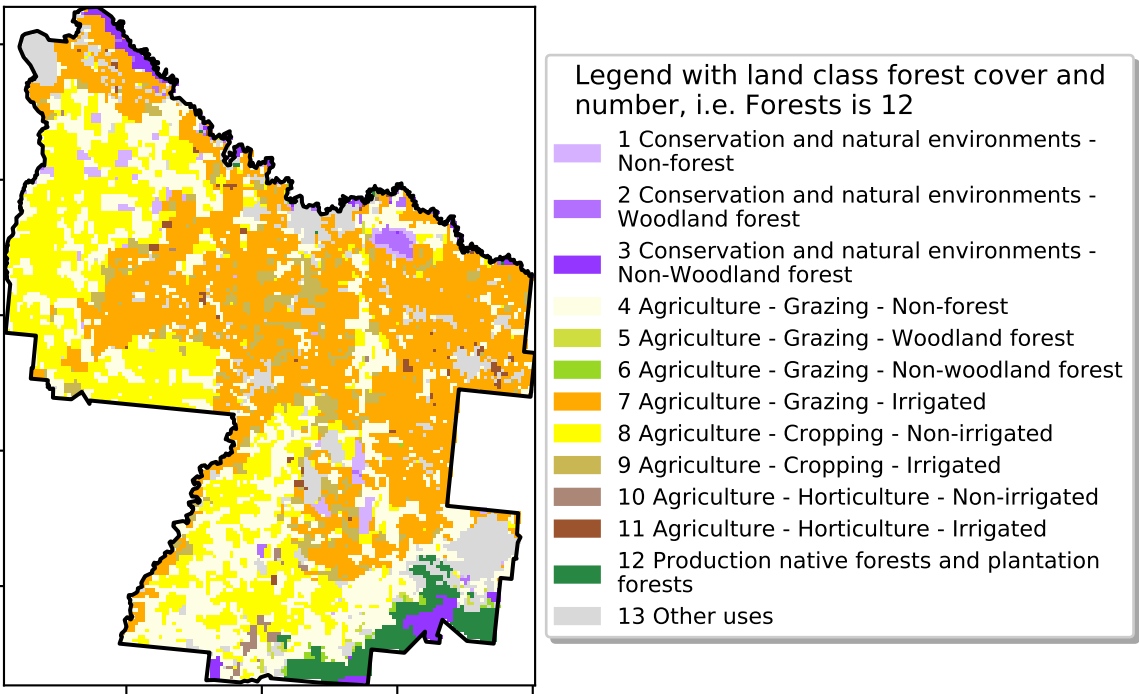 Legend with land class forest cover and
number, i.e. Forests is 12
1 Conservation and natural environments -
Non-forest
2 Conservation and natural environments -
Woodland forest
3 Conservation and natural environments -
Non-Woodland forest
4 Agriculture - Grazing - Non-forest
5 Agriculture - Grazing - Woodland forest
6 Agriculture - Grazing - Non-woodland forest
7 Agriculture - Grazing - Irrigated
8 Agriculture - Cropping - Non-irrigated
9 Agriculture - Cropping - Irrigated
10 Agriculture - Horticulture - Non-irrigated
11 Agriculture - Horticulture - Irrigated
12 Production native forests and plantation
forests
13 Other uses